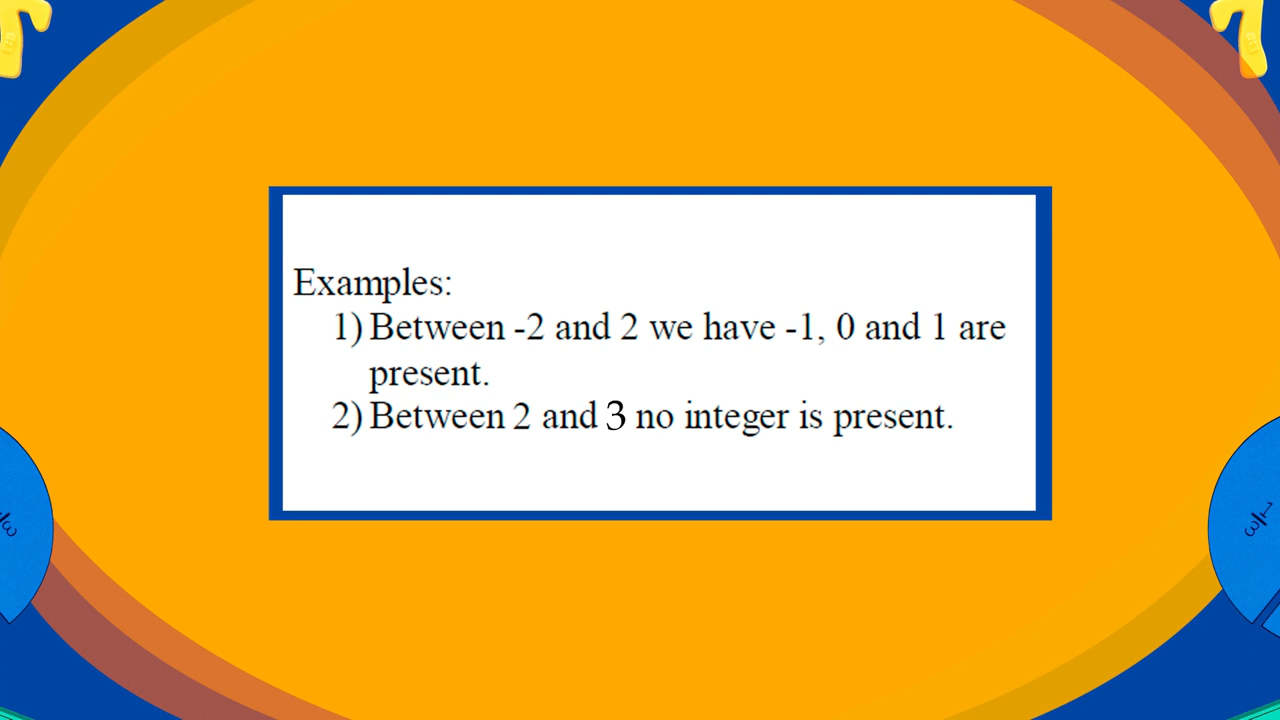 Examples:
1) Between -2 and 2 we have -1, 0 and 1 are
present.
2) Between 2 and 3 no integer is present.